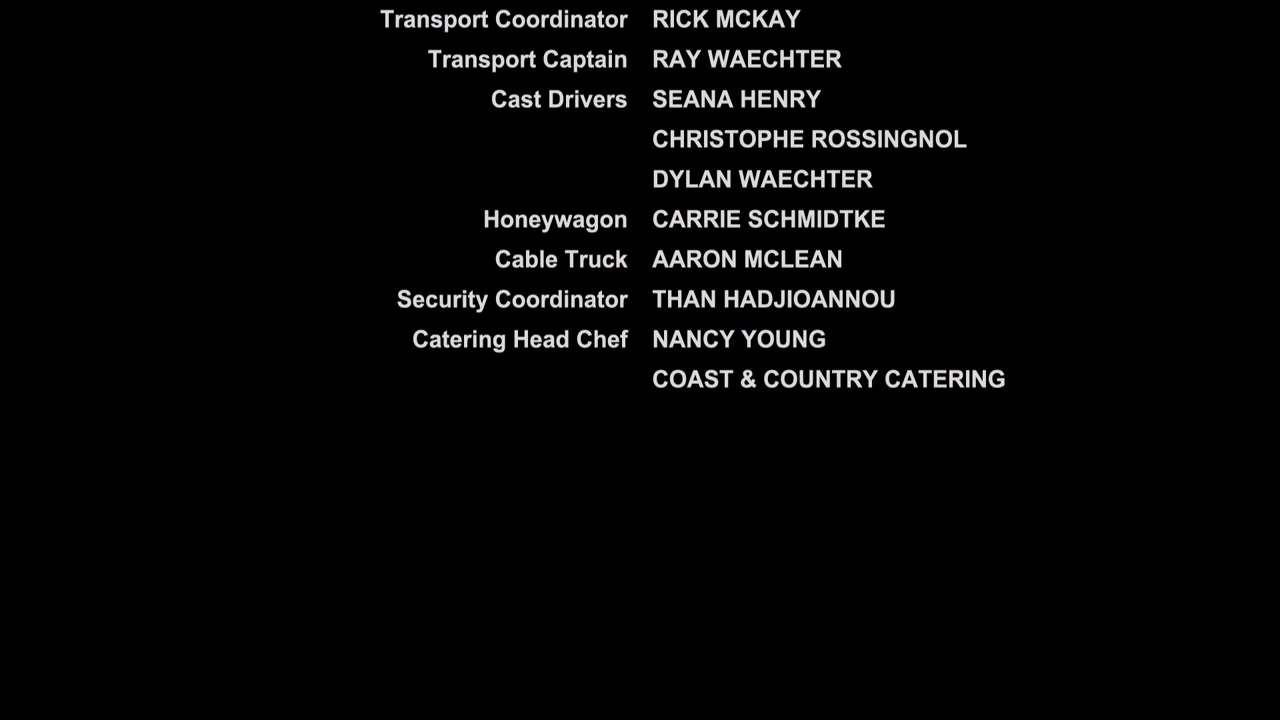 Transport Coordinator RICK MCKAY
Transport Captain RAY WAECHTER
Cast Drivers SEANA HENRY
CHRISTOPHE ROSSINGNOL
DYLAN WAECHTER
Honeywagon CARRIE SCHMIDTKE
Cable Truck AARON MCLEAN
Security Coordinator THAN HADJIOANNOU
Catering Head Chef NANCY YOUNG
COAST & COUNTRY CATERING